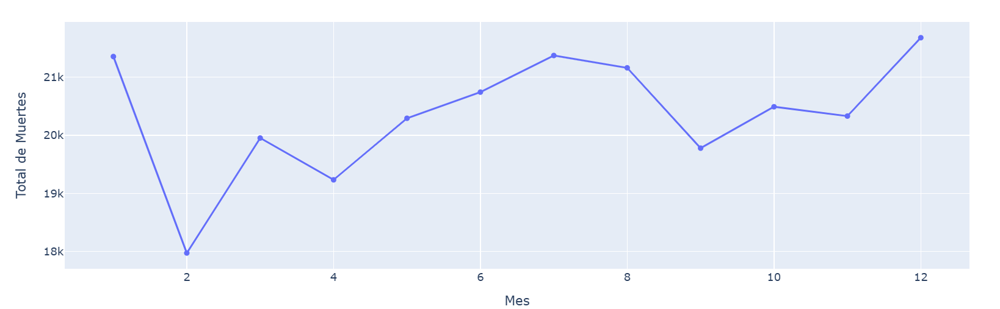 Total de Muertes
21k
20k
19k
18k
2 4 6 8 10 12
Mes